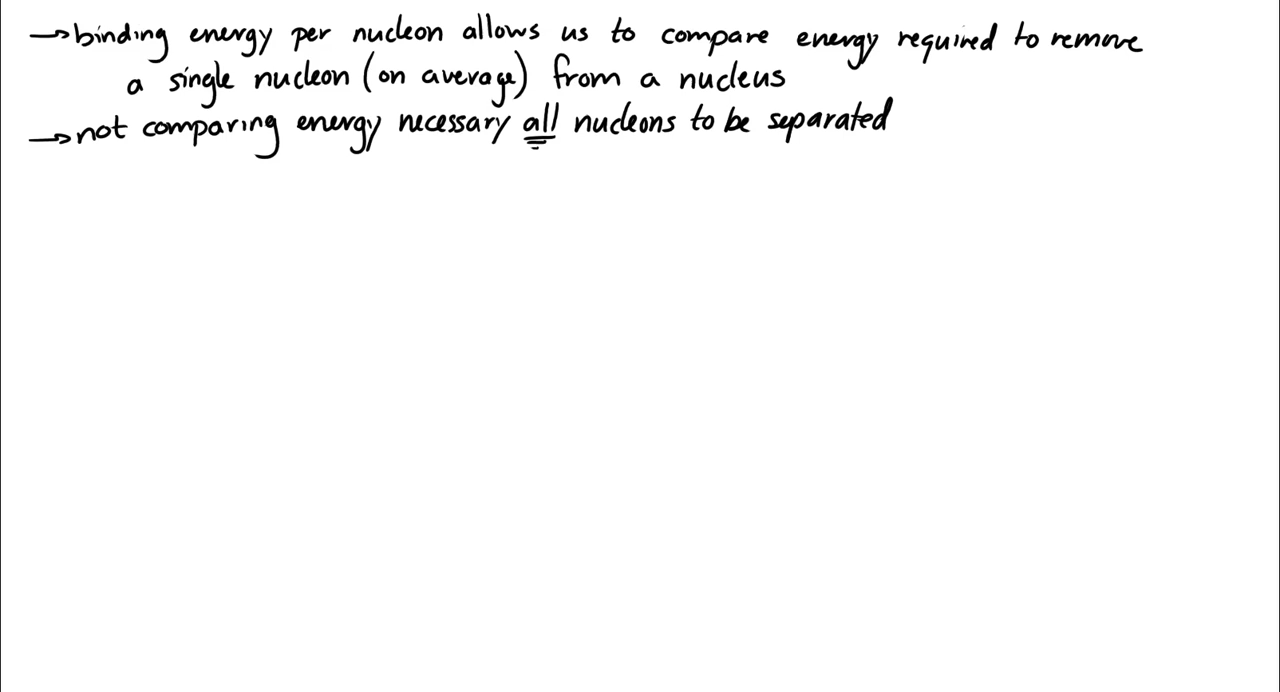 → binding energy per nucleon allows us to compare energy required to remove
a single nucleon (on average) from a nucleus
→ not comparing energy necessary all nucleons to be separated